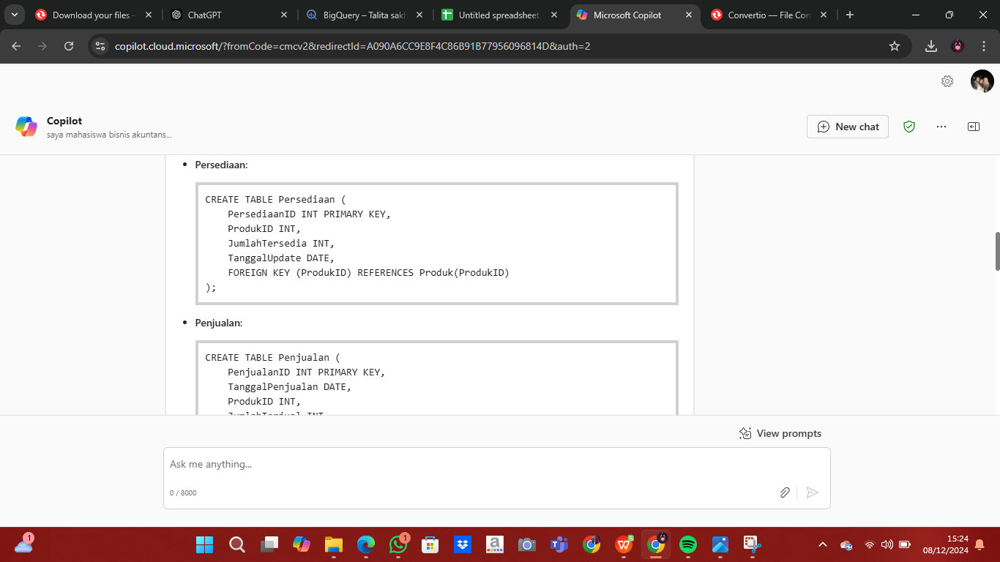 Download your files -
ChatGPT
BigQuery – Talita sakh
Untitled spreadsheet
Microsoft Copilot
Convertio — File Con
copilot.cloud.microsoft/?fromCode=cmcv2&redirectId=A090A6CC9E8F4C86B91B77956096814D&auth=2
Copilot
saya mahasiswa bisnis akuntans...
New chat
Persediaan:
CREATE TABLE Persediaan (
PersediaanID INT PRIMARY KEY,
ProdukID INT,
JumlahTersedia INT,
TanggalUpdate DATE,
FOREIGN KEY (ProdukID) REFERENCES Produk(ProdukID)
);
Penjualan:
CREATE TABLE Penjualan (
PenjualanID INT PRIMARY KEY,
TanggalPenjualan DATE,
ProdukID INT,
JumlahTerjual INT
View prompts
Ask me anything...
0 / 8000
1
1
15:24
08/12/2024